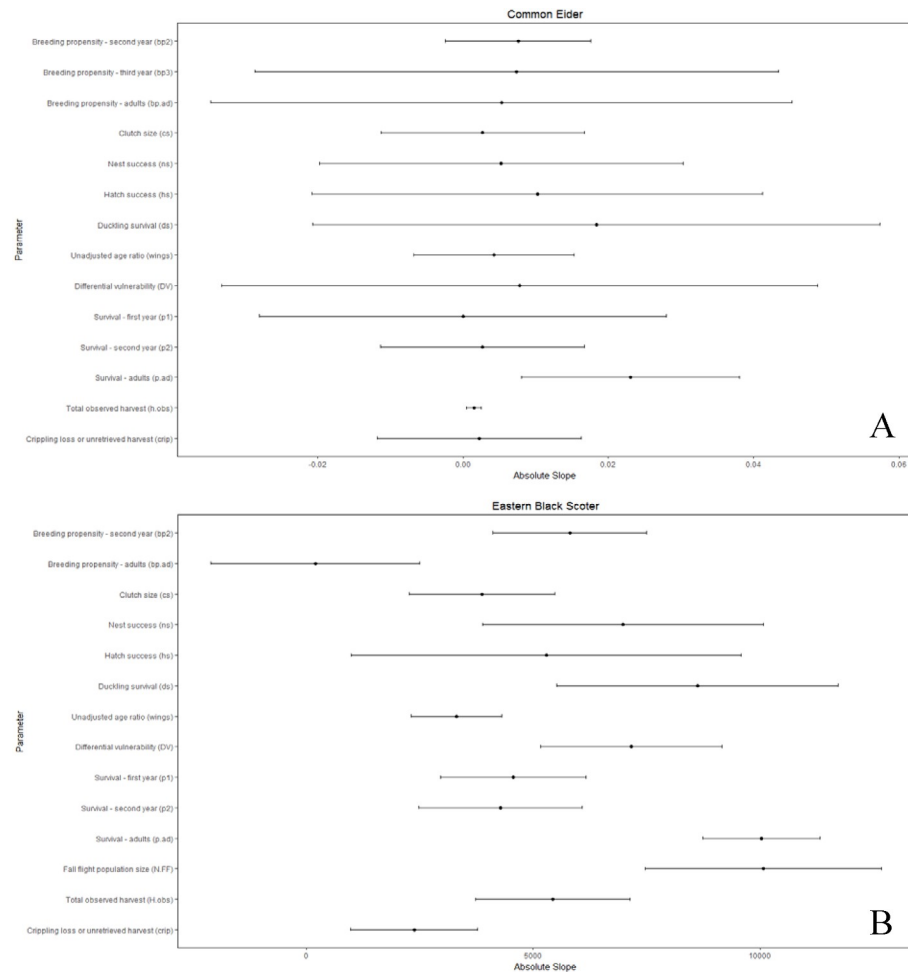 Common Eider
Breeding propensity - second year (bp2)
Breeding propensity - third year (bp3)
Breeding propensity - adults (bp.ad)
Clutch size (cs)
Nest success (ns)
Hatch success (hs)
Duckling survival (ds)
Unadjusted age ratio (wings)
Differential vulnerability (DV)
Survival - first year (p1)
Survival - second year (p2)
Survival - adults (p.ad)
Total observed harvest (h.obs)
Crippling loss or unretrieved harvest (crip)
Parameter
-0.02 0.00 0.02 0.04 0.06
Absolute Slope
A
Eastern Black Scoter
Breeding propensity - second year (bp2)
Breeding propensity - adults (bp.ad)
Clutch size (cs)
Nest success (ns)
Hatch success (hs)
Duckling survival (ds)
Unadjusted age ratio (wings)
Differential vulnerability (DV)
Survival - first year (p1)
Survival - second year (p2)
Survival - adults (p.ad)
Fall flight population size (N.FF)
Total observed harvest (H.obs)
Crippling loss or unretrieved harvest (crip)
Parameter
0 5000 10000
Absolute Slope
B